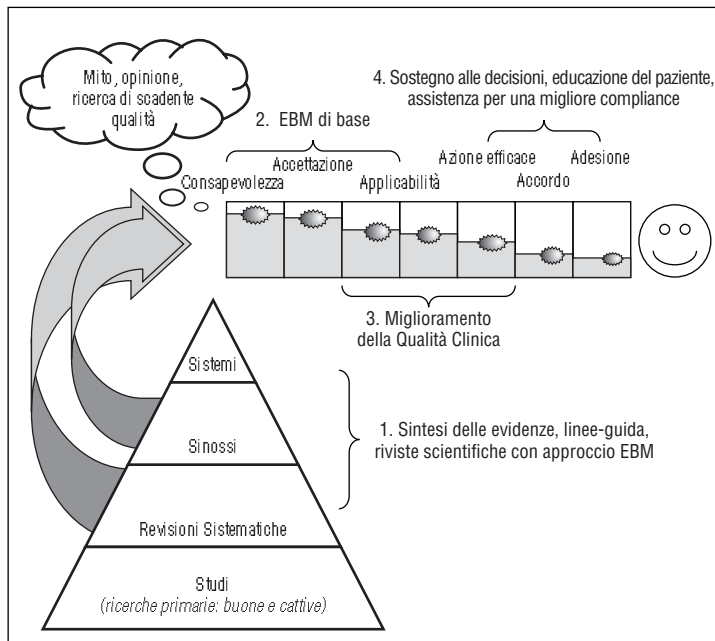 Mito, opinione,
ricerca di scadente
qualità
4. Sostegno alle decisioni, educazione del paziente,
assistenza per una migliore compliance
2. EBM di base
Consapevolezza
Accettazione
Applicabilità
Azione efficace
Accordo
Adesione
3. Miglioramento
della Qualità Clinica
Sistemi
Sinossi
1. Sintesi delle evidenze, linee-guida,
riviste scientifiche con approccio EBM
Revisioni Sistematiche
Studi
(ricerche primarie: buone e cattive)